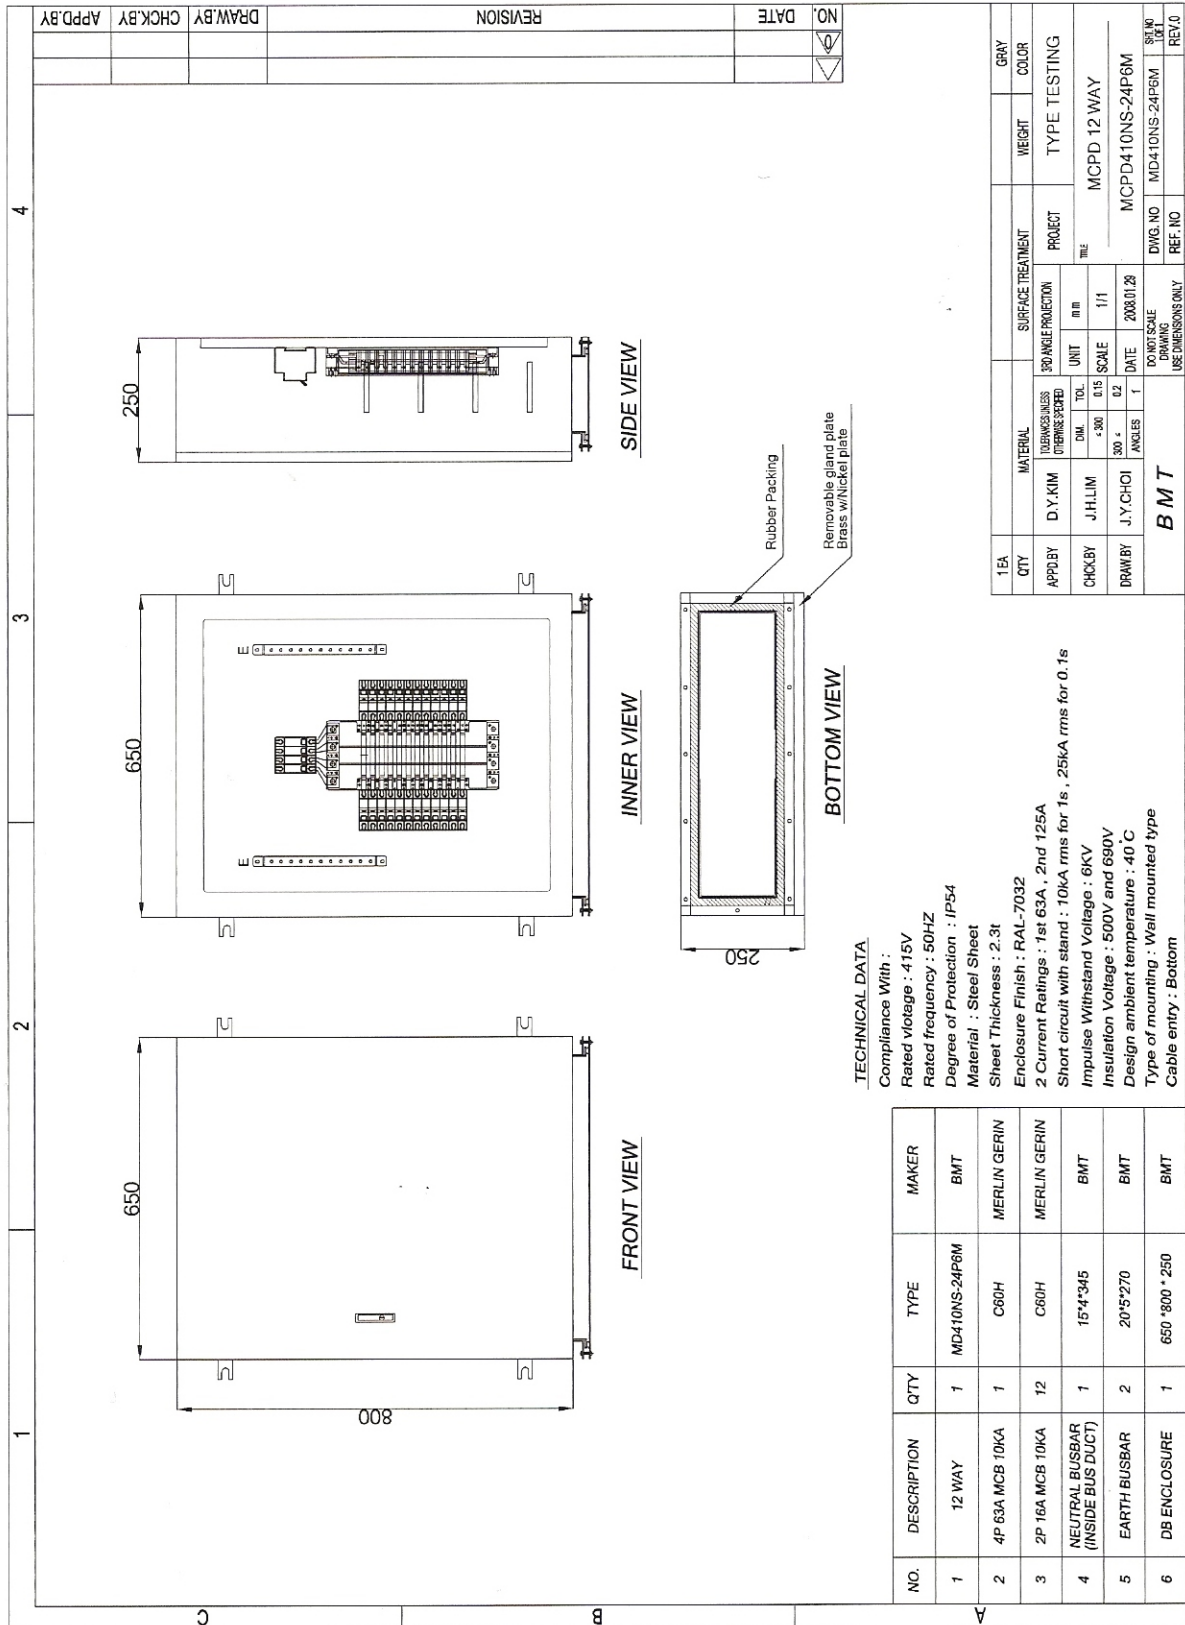 1
2
3
4
C
B
A
NO.
DATE
REVISION
DRAW.BY
CHCK.BY
APPD.BY
0
800
650
FRONT VIEW
650
E
E
INNER VIEW
250
SIDE VIEW
250
BOTTOM VIEW
Rubber Packing
Removable gland plate
Brass w/Nickel plate
TECHNICAL DATA
Compliance With :
Rated vlotage : 415V
Rated frequency : 50HZ
Degree of Protection : IP54
Material : Steel Sheet
Sheet Thickness : 2.3t
Enclosure Finish : RAL-7032
2 Current Ratings : 1st 63A , 2nd 125A
Short circuit with stand : 10kA rms for 1s , 25kA rms for 0.1s
Impulse Withstand Voltage : 6KV
Insulation Voltage : 500V and 690V
Design ambient temperature : 40°C
Type of mounting : Wall mounted type
Cable entry : Bottom
NO. DESCRIPTION Q'TY TYPE MAKER
1 12 WAY 1 MD410NS-24P6M BMT
2 4P 63A MCB 10KA 1 C60H MERLIN GERIN
3 2P 16A MCB 10KA 12 C60H MERLIN GERIN
4 NEUTRAL BUSBAR (INSIDE BUS DUCT) 1 15*4*345 BMT
5 EARTH BUSBAR 2 20*5*270 BMT
6 DB ENCLOSURE 1 650 *800 * 250 BMT
1 EA GRAY
QTY MATERIAL SURFACE TREATMENT WEIGHT COLOR
APPD.BY D.Y.KIM
CHCK.BY J.H.LIM
DRAW.BY J.Y.CHOI
TOLERANCES UNLESS
OTHERWISE SPECIFIED
DIM. TOL.
≤ 300 0.15
300 < 0.2
ANGLES 1
3RD ANGLE PROJECTION
UNIT mm
SCALE 1/1
DATE 2008.01.29
PROJECT TYPE TESTING
TITLE
MCPD 12 WAY
MCPD410NS-24P6M
B M T
DO NOT SCALE
DRAWING
USE DIMENSIONS ONLY
DWG. NO MD410NS-24P6M
SHT.NO
1 OF 1
REF. NO
REV.0